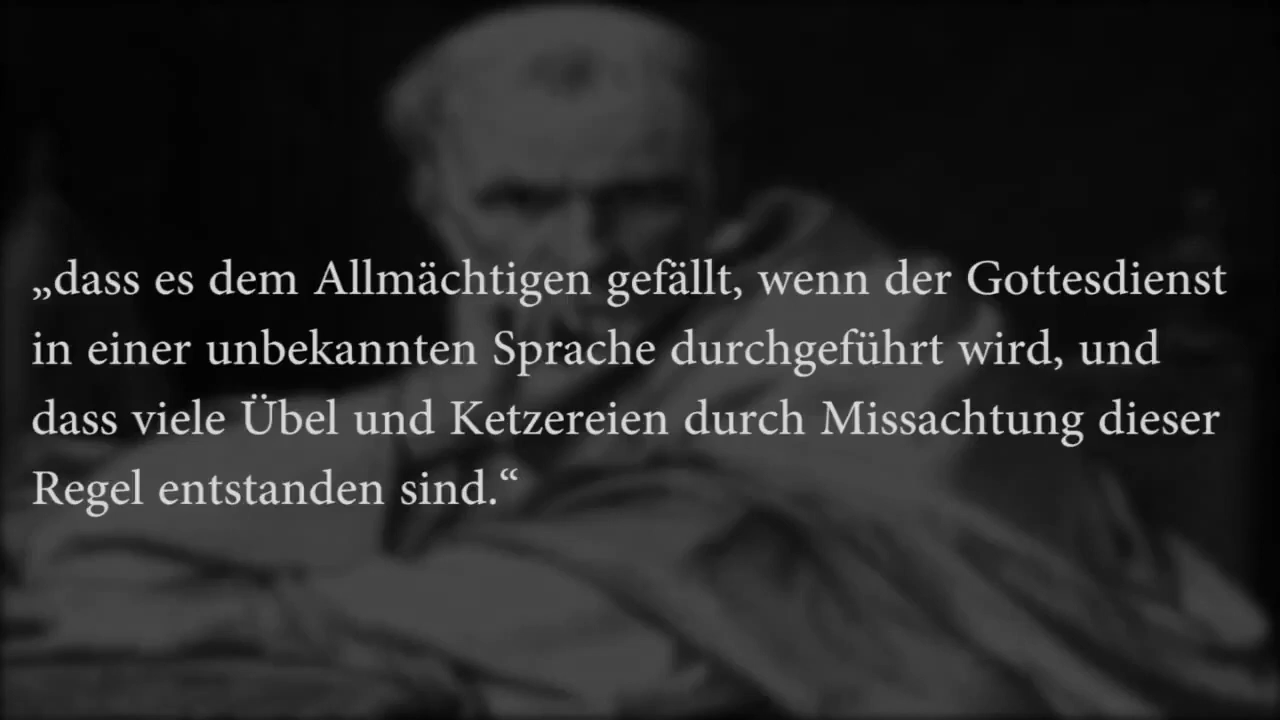 „dass es dem Allmächtigen gefällt, wenn der Gottesdienst
in einer unbekannten Sprache durchgeführt wird, und
dass viele Übel und Ketzereien durch Missachtung dieser
Regel entstanden sind.“